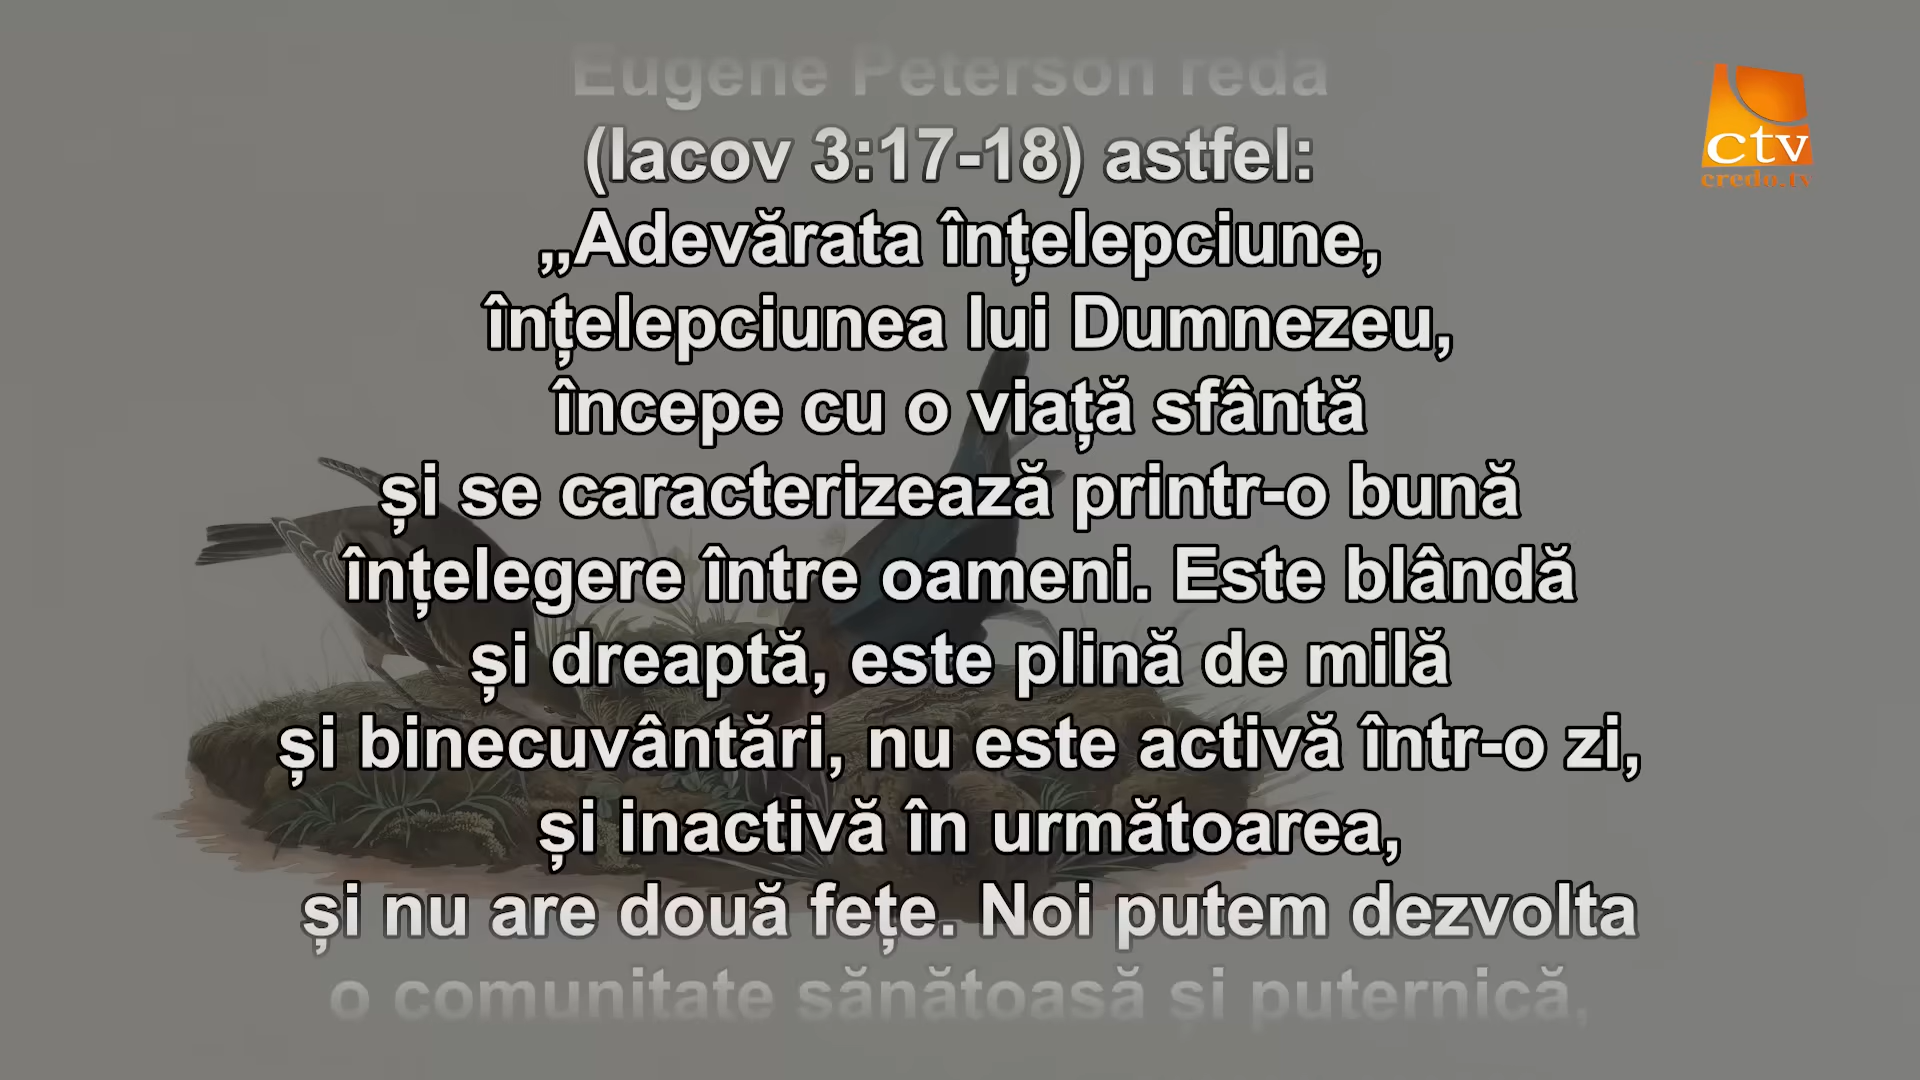 Eugene Peterson redă
(Iacov 3:17-18) astfel:
„Adevărata înțelepciune,
înțelepciunea lui Dumnezeu,
începe cu o viață sfântă
și se caracterizează printr-o bună
înțelegere între oameni. Este blândă
și dreaptă, este plină de milă
și binecuvântări, nu este activă într-o zi,
și inactivă în următoarea,
și nu are două fețe. Noi putem dezvolta
o comunitate sănătoasă și puternică,
ctv
credo.tv